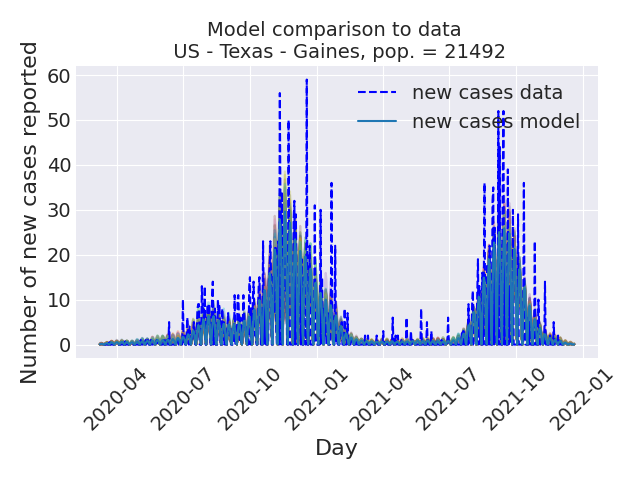 Model comparison to data
US - Texas - Gaines, pop. = 21492
Number of new cases reported
60
50
40
30
20
10
0
new cases data
new cases model
2020-04
2020-07
2020-10
2021-01
2021-04
2021-07
2021-10
2022-01
Day